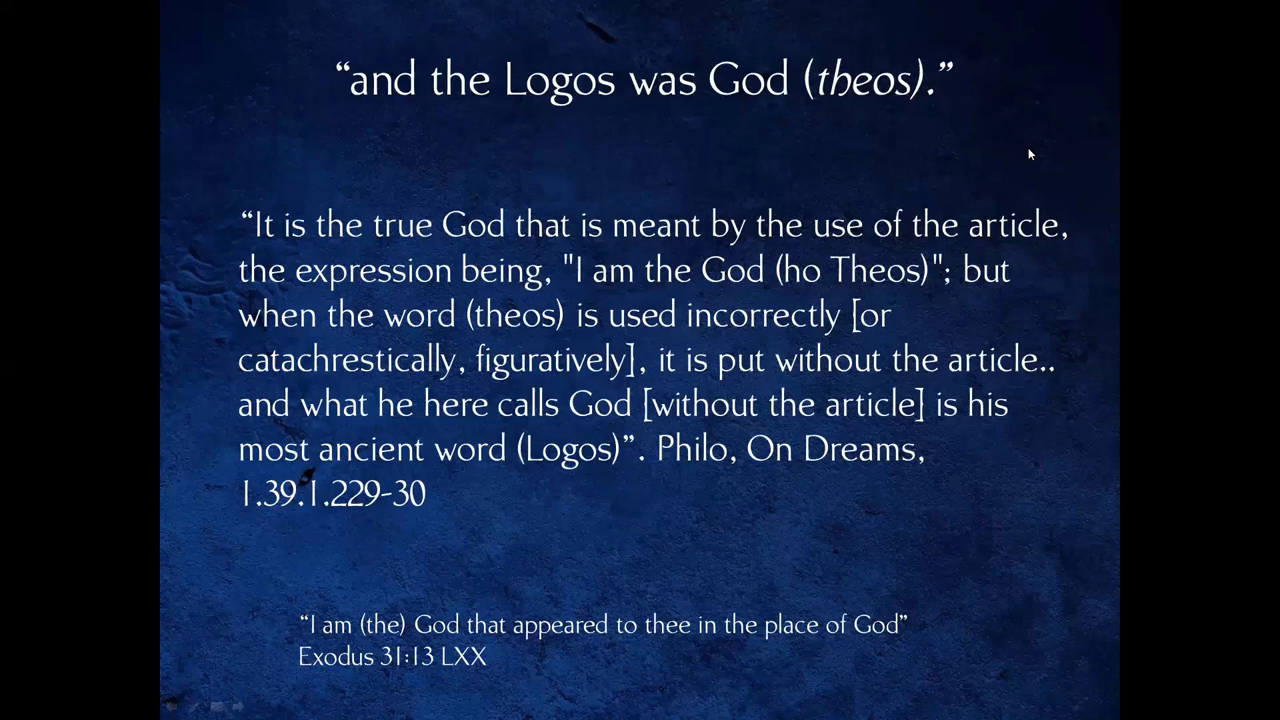 “and the Logos was God (theos).”
“It is the true God that is meant by the use of the article,
the expression being, "I am the God (ho Theos)"; but
when the word (theos) is used incorrectly [or
catachrestically, figuratively], it is put without the article..
and what he here calls God [without the article] is his
most ancient word (Logos)”. Philo, On Dreams,
1.39.1.229-30
“I am (the) God that appeared to thee in the place of God”
Exodus 31:13 LXX